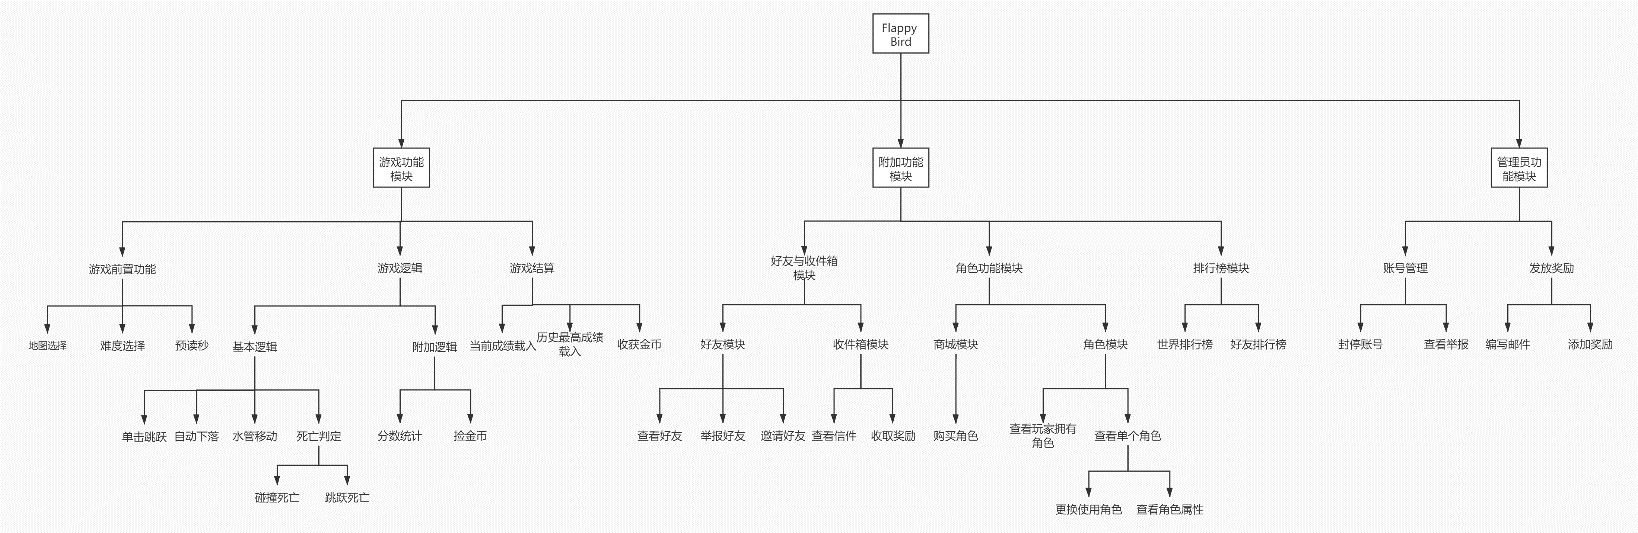 Flappy
Bird
游戏功能
模块
附加功能
模块
管理员功
能模块
游戏前置功能
游戏逻辑
游戏结算
好友与收件箱
模块
角色功能模块
排行榜模块
账号管理
发放奖励
地图选择
难度选择
预读秒
基本逻辑
附加逻辑
当前成绩载入
历史最高成绩
载入
收获金币
好友模块
收件箱模块
商城模块
角色模块
世界排行榜
好友排行榜
封停账号
查看举报
编写邮件
添加奖励
单击跳跃
自动下落
水管移动
死亡判定
分数统计
捡金币
查看好友
举报好友
邀请好友
查看信件
收取奖励
购买角色
查看玩家拥有
角色
查看单个角色
碰撞死亡
跳跃死亡
更换使用角色
查看角色属性